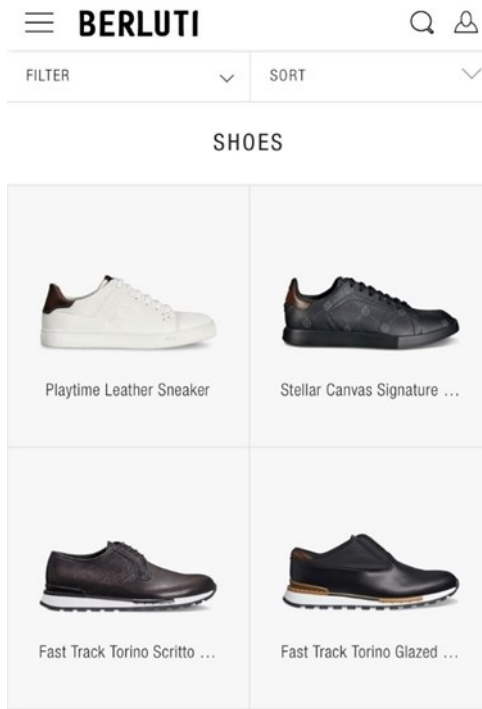 BERLUTI
FILTER
SORT
SHOES
Playtime Leather Sneaker
Stellar Canvas Signature ...
Fast Track Torino Scritto ...
Fast Track Torino Glazed ...